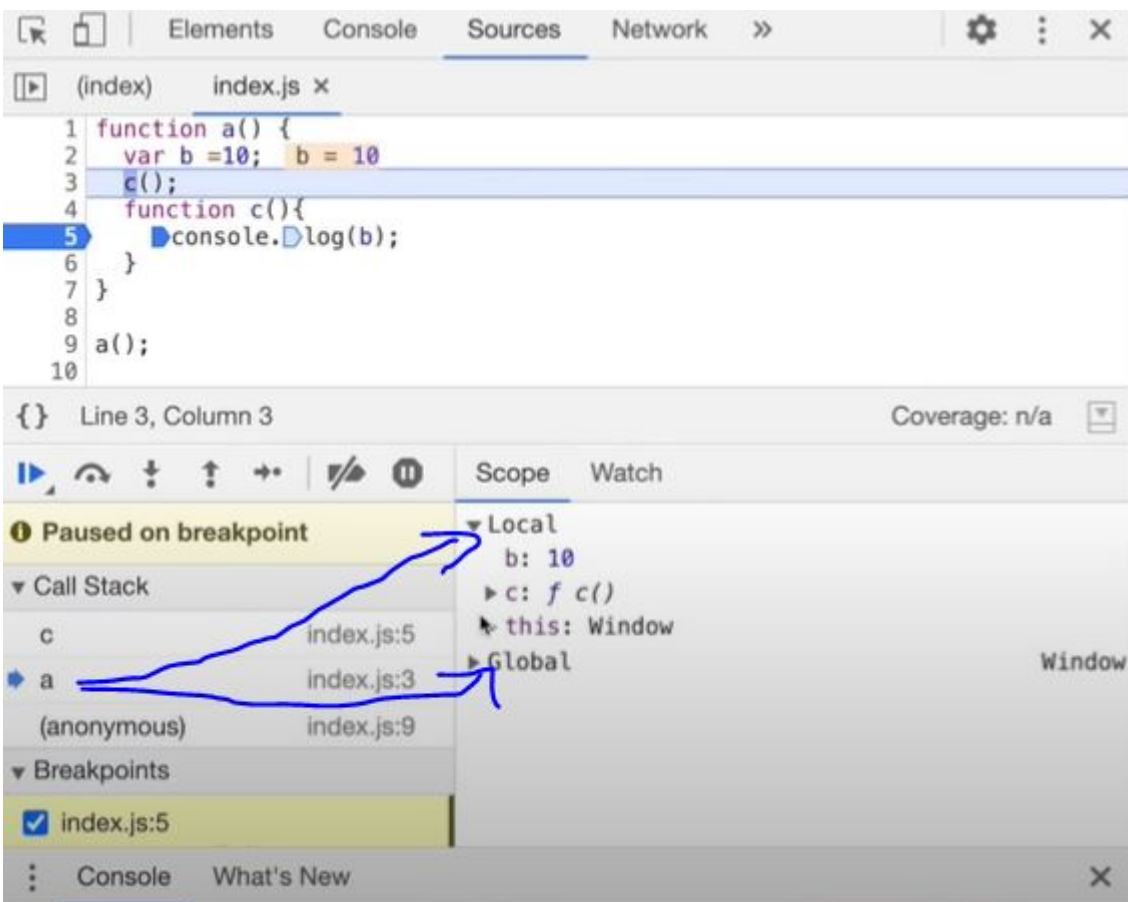 Elements Console Sources Network »
(index) index.js ×
1 function a() {
2 var b =10; b = 10
3 c();
4 function c(){
5 console.log(b);
6 }
7 }
8
9 a();
10
{} Line 3, Column 3 Coverage: n/a
Scope Watch
Paused on breakpoint
Call Stack
c index.js:5
a index.js:3
(anonymous) index.js:9
Breakpoints
index.js:5
Local
b: 10
c: ƒ c()
this: Window
Global Window
Console What's New